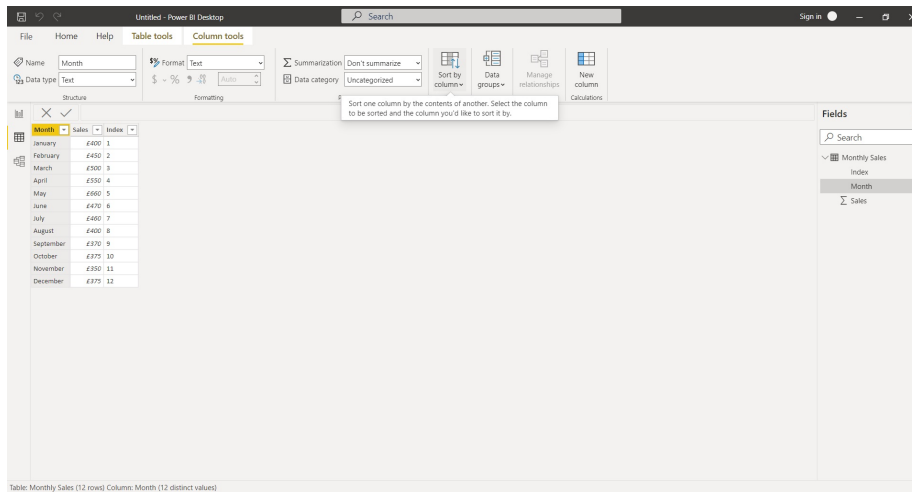 Untitled - Power BI Desktop
Search
Sign in
File Home Help Table tools Column tools
Name Month
Data type Text
Structure
$% Format Text
$ % 9 Auto
Formatting
Summarization Don't summarize
Data category Uncategorized
Sort by column
Data groups
Manage relationships
New column
Calculations
Sort one column by the contents of another. Select the column
to be sorted and the column you'd like to sort it by.
Month Sales Index
January £400 1
February £450 2
March £500 3
April £550 4
May £660 5
June £470 6
July £460 7
August £400 8
September £370 9
October £375 10
November £350 11
December £375 12
Fields
Search
Monthly Sales
Index
Month
Sales
Table: Monthly Sales (12 rows) Column: Month (12 distinct values)